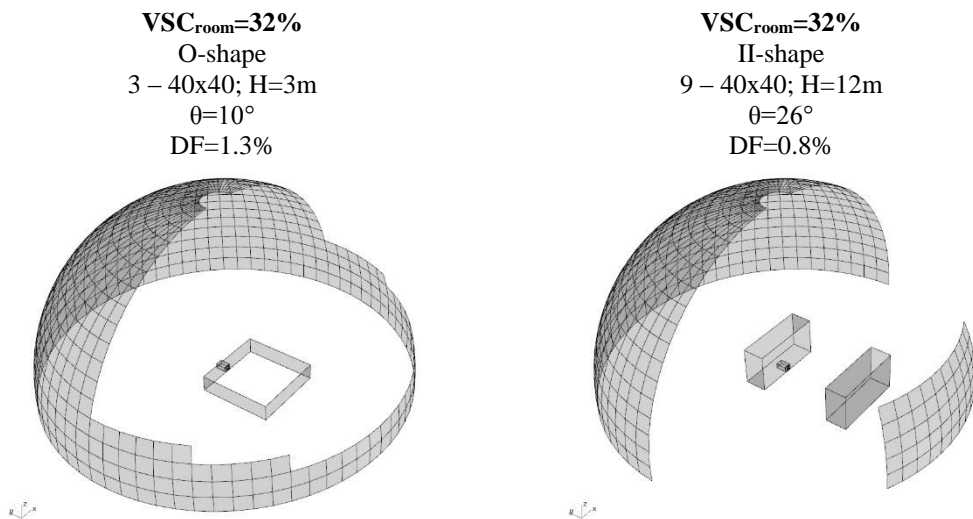 VSCroom=32%
O-shape
3 – 40x40; H=3m
θ=10°
DF=1.3%
VSCroom=32%
II-shape
9 – 40x40; H=12m
θ=26°
DF=0.8%
z
y x
z
y x